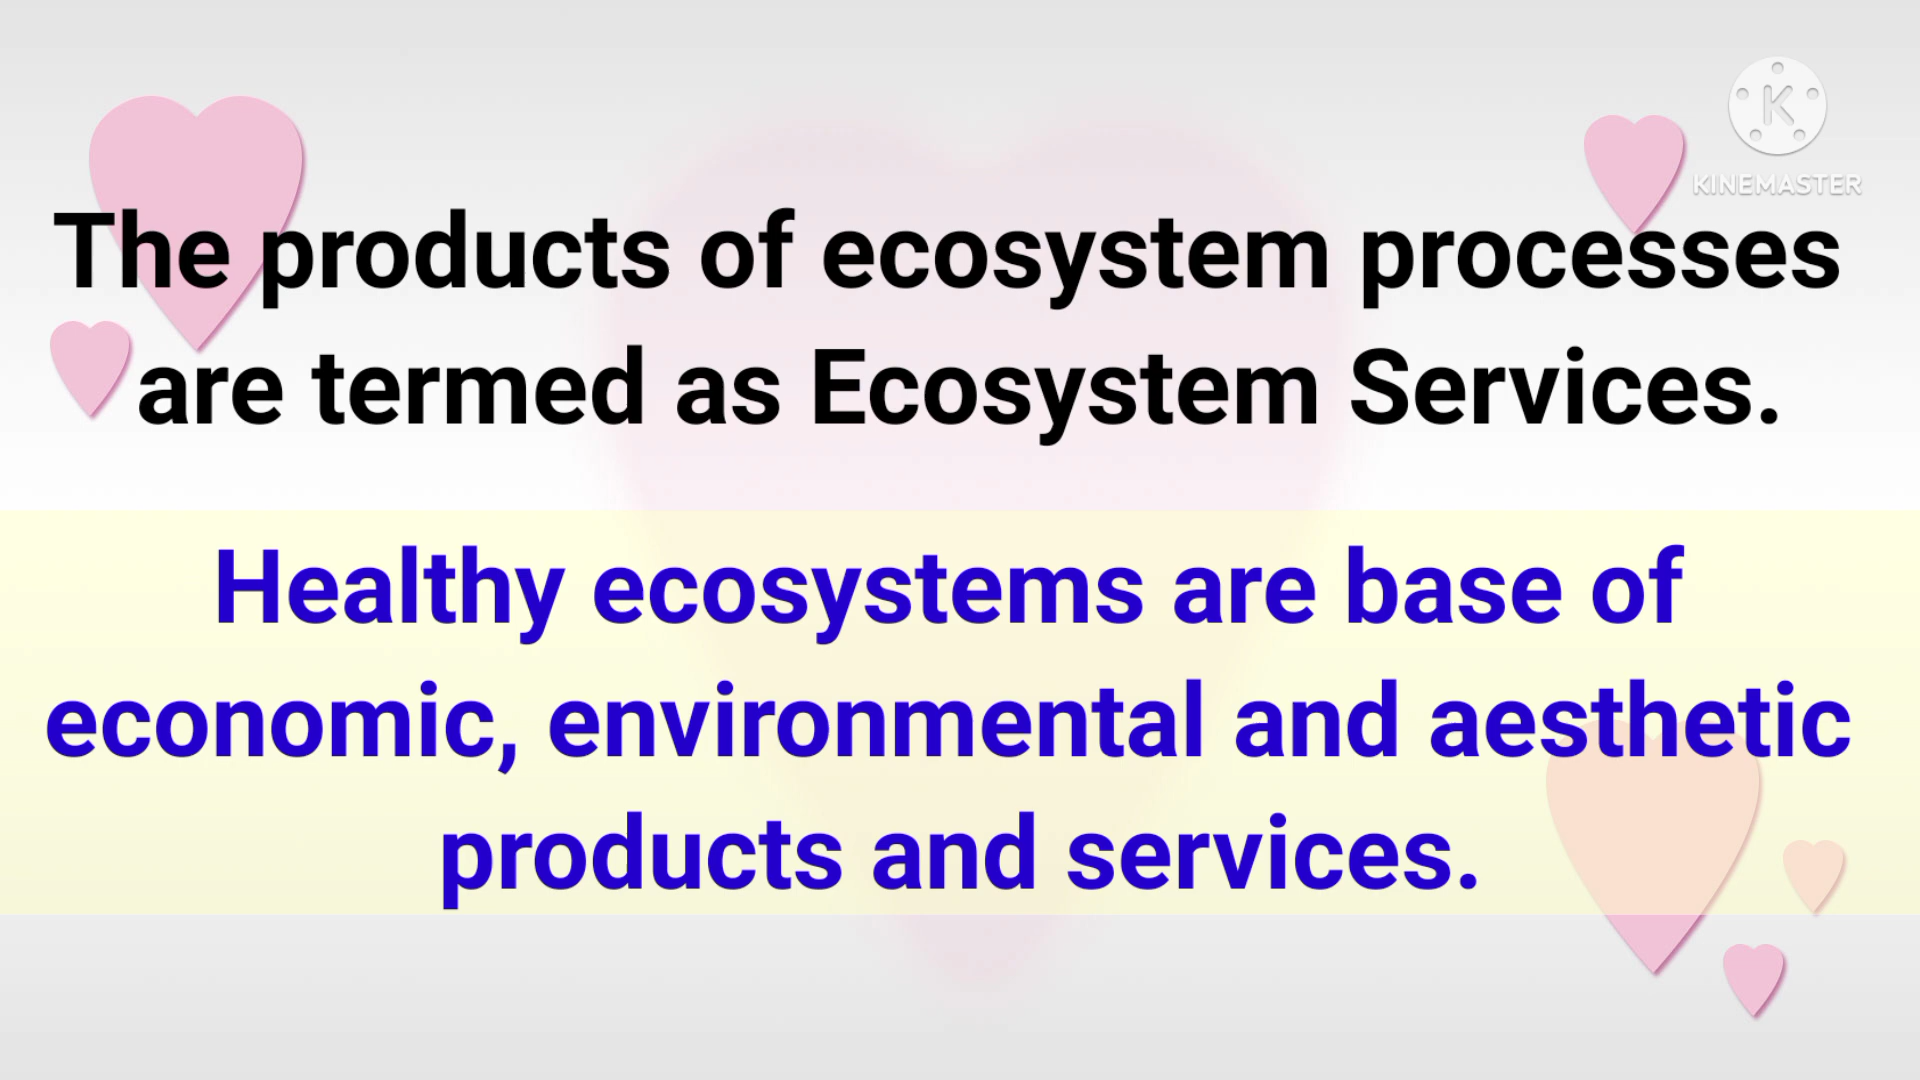 K
KINEMASTER
The products of ecosystem processes
are termed as Ecosystem Services.
Healthy ecosystems are base of
economic, environmental and aesthetic
products and services.